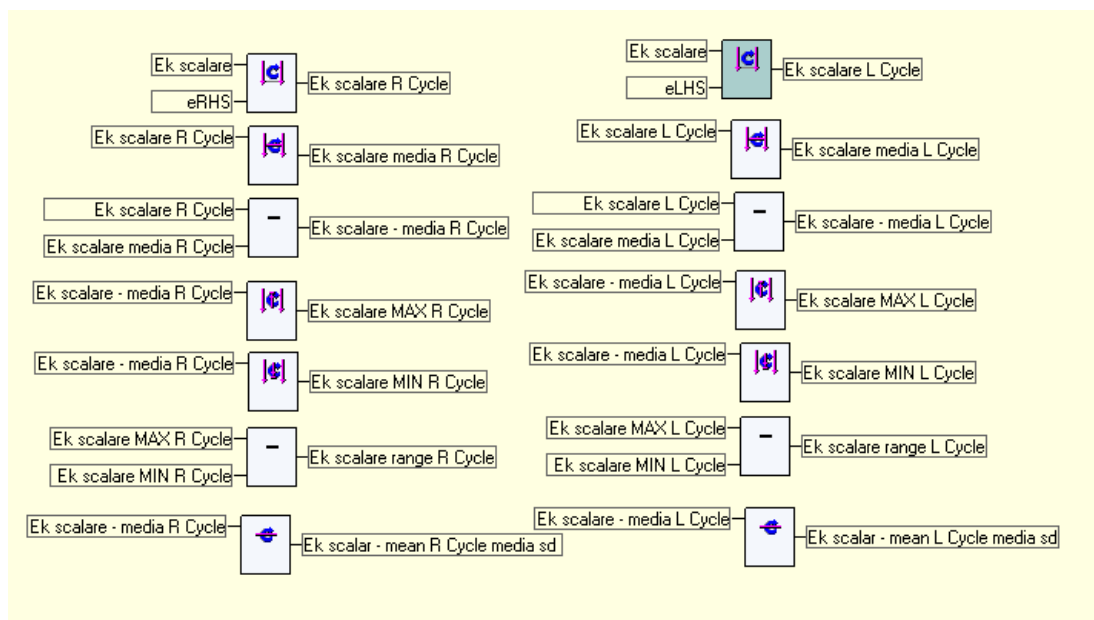 Ek scalare
eRHS
Ek scalare R Cycle
Ek scalare R Cycle
Ek scalare media R Cycle
Ek scalare R Cycle
Ek scalare media R Cycle
Ek scalare - media R Cycle
Ek scalare - media R Cycle
Ek scalare MAX R Cycle
Ek scalare - media R Cycle
Ek scalare MIN R Cycle
Ek scalare MAX R Cycle
Ek scalare MIN R Cycle
Ek scalare range R Cycle
Ek scalare - media R Cycle
Ek scalar - mean R Cycle media sd
Ek scalare
eLHS
Ek scalare L Cycle
Ek scalare L Cycle
Ek scalare media L Cycle
Ek scalare L Cycle
Ek scalare media L Cycle
Ek scalare - media L Cycle
Ek scalare - media L Cycle
Ek scalare MAX L Cycle
Ek scalare - media L Cycle
Ek scalare MIN L Cycle
Ek scalare MAX L Cycle
Ek scalare MIN L Cycle
Ek scalare range L Cycle
Ek scalare - media L Cycle
Ek scalar - mean L Cycle media sd